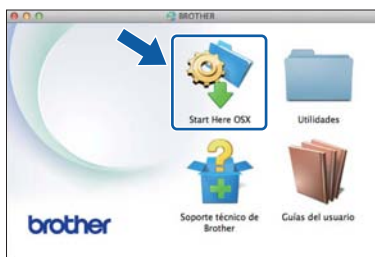 BROTHER
Start Here OSX
Utilidades
Soporte técnico de
Brother
Guías del usuario
brother